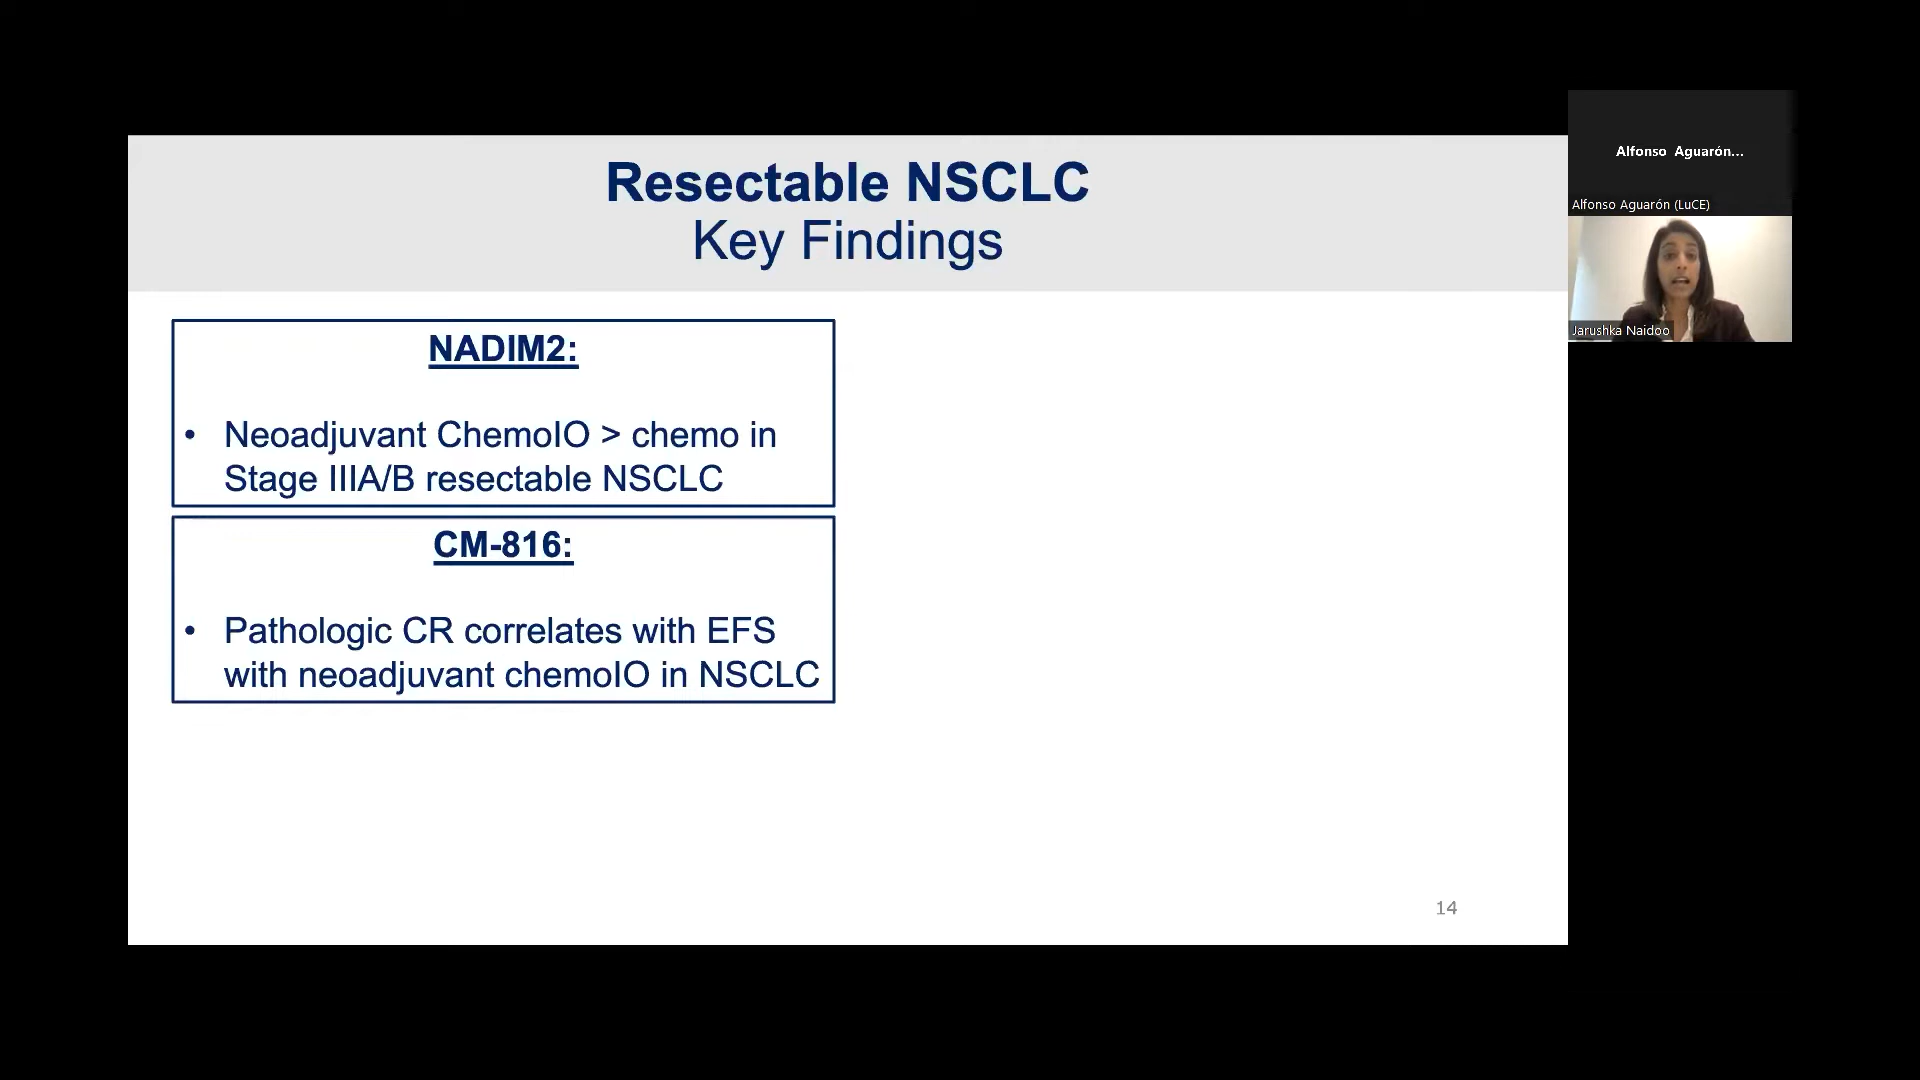 Resectable NSCLC
Key Findings
NADIM2:
• Neoadjuvant ChemoIO > chemo in
Stage IIIA/B resectable NSCLC
CM-816:
• Pathologic CR correlates with EFS
with neoadjuvant chemoIO in NSCLC
14
Alfonso Aguarón...
Alfonso Aguarón (LuCE)
Jarushka Naidoo